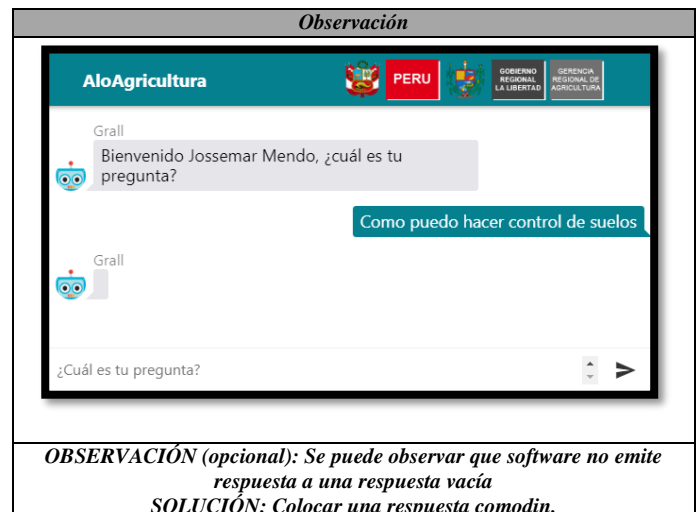 Observación
AloAgricultura
PERU
GOBIERNO
REGIONAL
LA LIBERTAD
GERENCIA
REGIONAL DE
AGRICULTURA
Grall
Bienvenido Jossemar Mendo, ¿cuál es tu
pregunta?
Como puedo hacer control de suelos
Grall
¿Cuál es tu pregunta?
OBSERVACIÓN (opcional): Se puede observar que software no emite
respuesta a una respuesta vacía
SOLUCIÓN: Colocar una respuesta comodin.